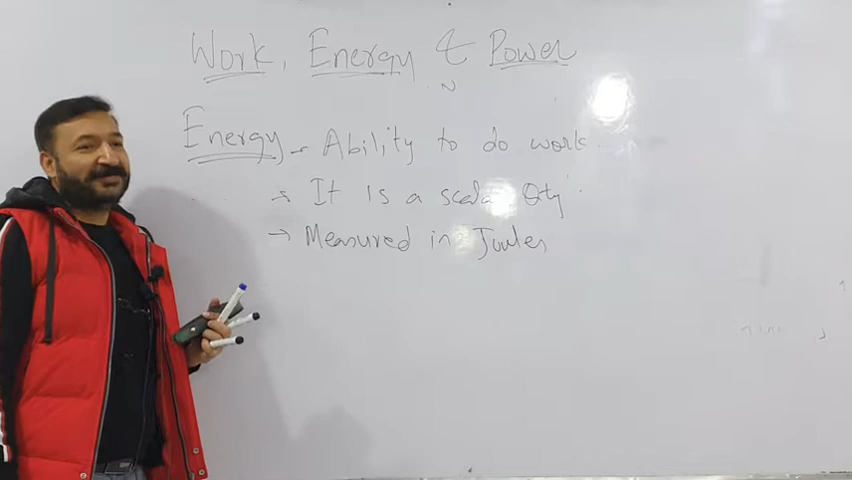 Work, Energy & Power
Energy - Ability to do work
→ It is a scalar Qty
→ Measured in Joules